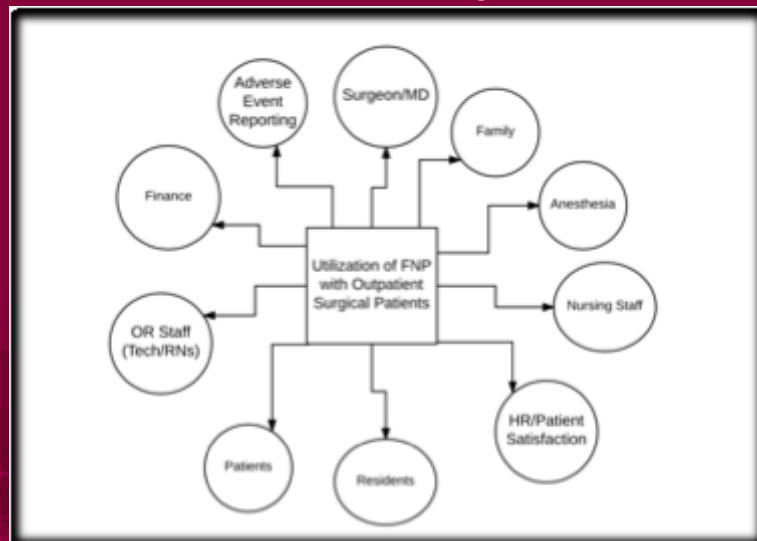 Adverse
Event
Reporting
Surgeon/MD
Family
Finance
Anesthesia
Utilization of FNP
with Outpatient
Surgical Patients
Nursing Staff
OR Staff
(Tech/RNs)
HR/Patient
Satisfaction
Patients
Residents